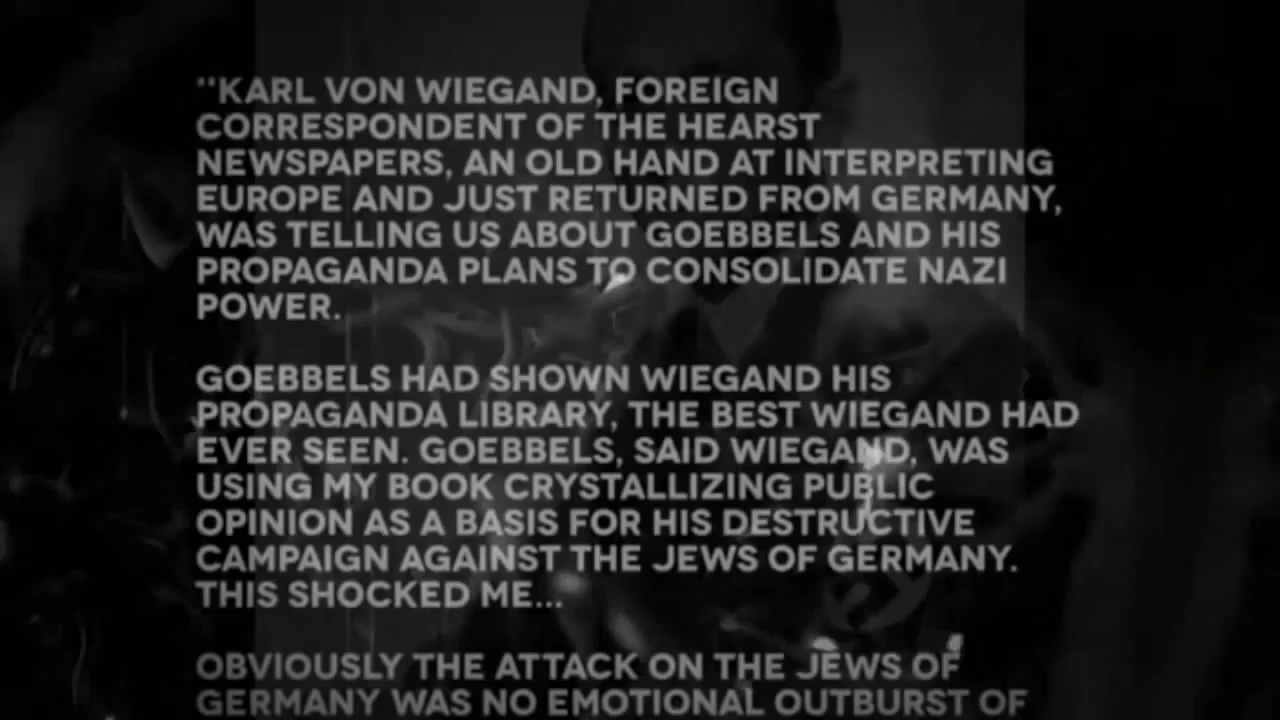 "KARL VON WIEGAND, FOREIGN
CORRESPONDENT OF THE HEARST
NEWSPAPERS, AN OLD HAND AT INTERPRETING
EUROPE AND JUST RETURNED FROM GERMANY,
WAS TELLING US ABOUT GOEBBELS AND HIS
PROPAGANDA PLANS TO CONSOLIDATE NAZI
POWER.
GOEBBELS HAD SHOWN WIEGAND HIS
PROPAGANDA LIBRARY, THE BEST WIEGAND HAD
EVER SEEN. GOEBBELS, SAID WIEGAND, WAS
USING MY BOOK CRYSTALLIZING PUBLIC
OPINION AS A BASIS FOR HIS DESTRUCTIVE
CAMPAIGN AGAINST THE JEWS OF GERMANY.
THIS SHOCKED ME...
OBVIOUSLY THE ATTACK ON THE JEWS OF
GERMANY WAS NO EMOTIONAL OUTBURST OF